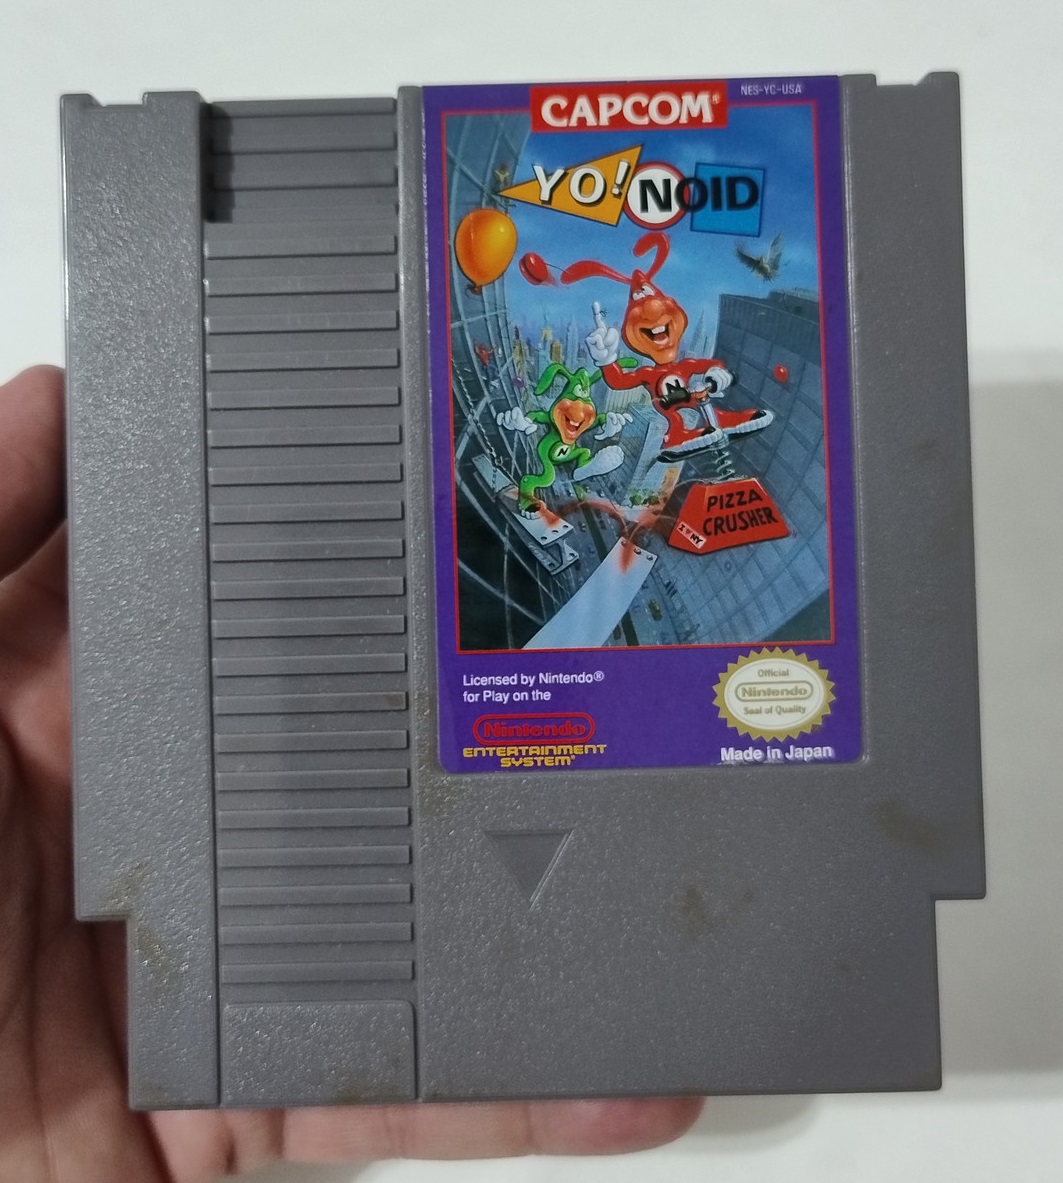 CAPCOM®
NES-YC-USA
YO! NOID
N
N
PIZZA
CRUSHER
I ♥ NY
Licensed by Nintendo®
for Play on the
Nintendo
ENTERTAINMENT
SYSTEM®
Official
Nintendo
Seal of Quality
Made in Japan